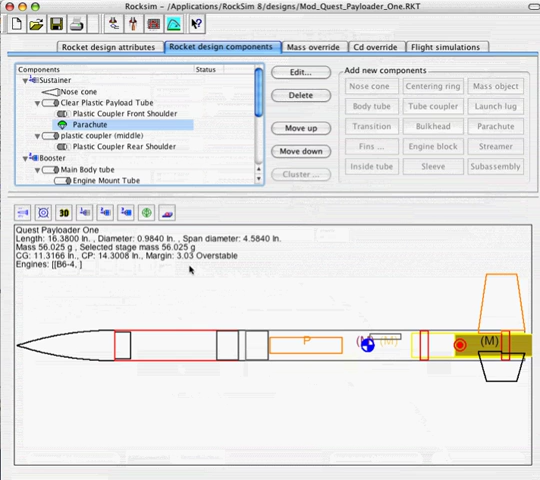 Rocksim - /Applications/RockSim 8/designs/Mod_Quest_Payloader_One.RKT
Rocket design attributes
Rocket design components
Mass override
Cd override
Flight simulations
Components
Status
Sustainer
Nose cone
Clear Plastic Payload Tube
Plastic Coupler Front Shoulder
Parachute
plastic coupler (middle)
Plastic Coupler Rear Shoulder
Booster
Main Body tube
Engine Mount Tube
Edit...
Delete
Move up
Move down
Cluster ...
Add new components
Nose cone
Centering ring
Mass object
Body tube
Tube coupler
Launch lug
Transition
Bulkhead
Parachute
Fins ...
Engine block
Streamer
Inside tube
Sleeve
Subassembly
3D
Quest Payloader One
Length: 16.3800 In. , Diameter: 0.9840 In. , Span diameter: 4.5840 In.
Mass 56.025 g , Selected stage mass 56.025 g
CG: 11.3166 In., CP: 14.3008 In., Margin: 3.03 Overstable
Engines: [[B6-4, ]
P
(M)
(M)